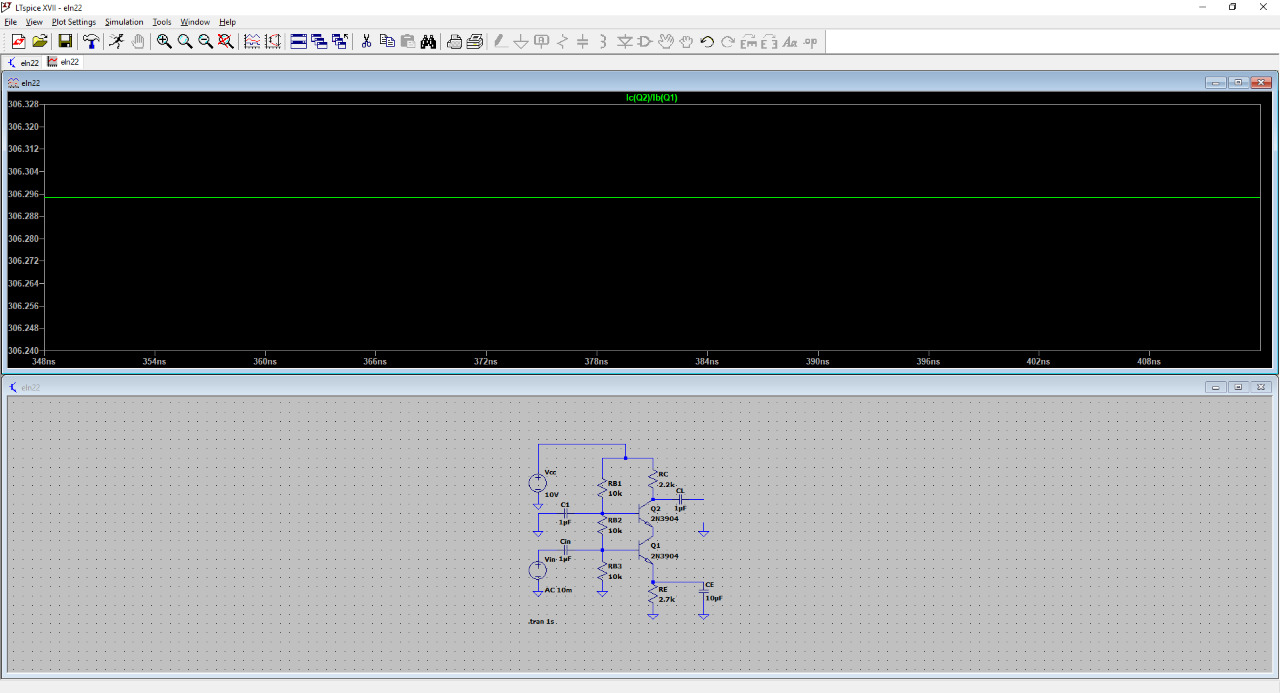 LTspice XVII - eln22
File View Plot Settings Simulation Tools Window Help
eln22 eln22
eln22
Ic(Q2)/Ib(Q1)
306.328
306.320
306.312
306.304
306.296
306.288
306.280
306.272
306.264
306.256
306.248
306.240
348ns 354ns 360ns 366ns 372ns 378ns 384ns 390ns 396ns 402ns 408ns
eln22
Vcc
10V
RB1
10k
RC
2.2k
CL
1pF
C1
1pF
Q2
2N3904
RB2
10k
Cin
1pF
Q1
2N3904
Vin
AC 10m
RB3
10k
RE
2.7k
CE
10pF
.tran 1s